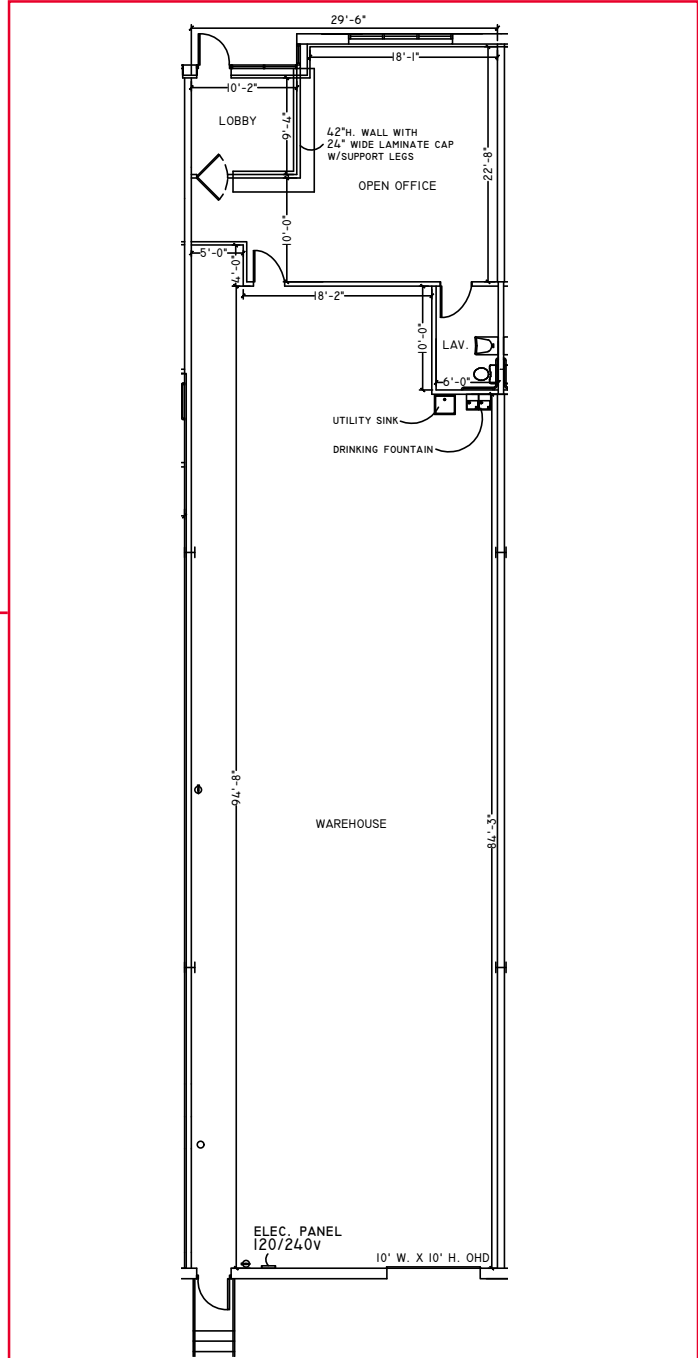 29'-6"
18'-1"
10'-2"
LOBBY
9'-4"
42"H. WALL WITH
24" WIDE LAMINATE CAP
W/SUPPORT LEGS
22'-8"
OPEN OFFICE
10'-0"
5'-0"
4'-0"
18'-2"
10'-0"
LAV.
6'-0"
UTILITY SINK
DRINKING FOUNTAIN
94'-8"
WAREHOUSE
84'-3"
ELEC. PANEL
120/240V
10' W. X 10' H. OHD